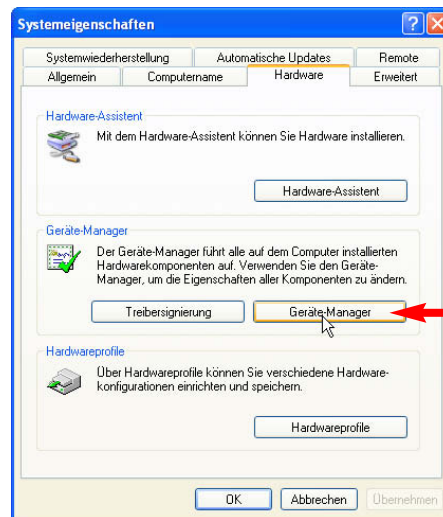 Systemeigenschaften
Systemwiederherstellung Automatische Updates Remote
Allgemein Computername Hardware Erweitert
Hardware-Assistent
Mit dem Hardware-Assistent können Sie Hardware installieren.
Hardware-Assistent
Geräte-Manager
Der Geräte-Manager führt alle auf dem Computer installierten
Hardwarekomponenten auf. Verwenden Sie den Geräte-
Manager, um die Eigenschaften aller Komponenten zu ändern.
Treibersignierung Geräte-Manager
Hardwareprofile
Über Hardwareprofile können Sie verschiedene Hardware-
konfigurationen einrichten und speichern.
Hardwareprofile
OK Abbrechen Übernehmen